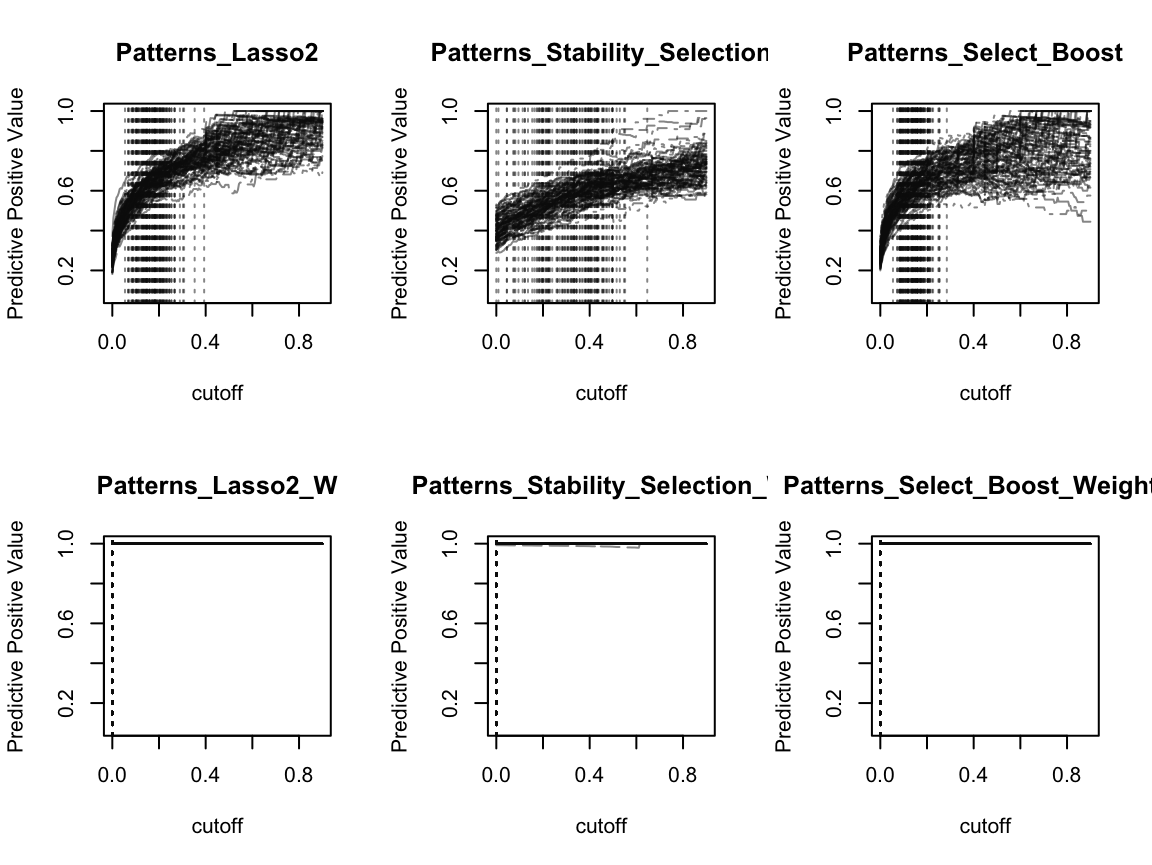 Patterns_Lasso2
Predictive Positive Value
1.0
0.6
0.2
0.0 0.4 0.8
cutoff
Patterns_Stability_Selection
Predictive Positive Value
1.0
0.6
0.2
0.0 0.4 0.8
cutoff
Patterns_Select_Boost
Predictive Positive Value
1.0
0.6
0.2
0.0 0.4 0.8
cutoff
Patterns_Lasso2_W
Predictive Positive Value
1.0
0.6
0.2
0.0 0.4 0.8
cutoff
Patterns_Stability_Selection_
Predictive Positive Value
1.0
0.6
0.2
0.0 0.4 0.8
cutoff
Patterns_Select_Boost_Weight
Predictive Positive Value
1.0
0.6
0.2
0.0 0.4 0.8
cutoff